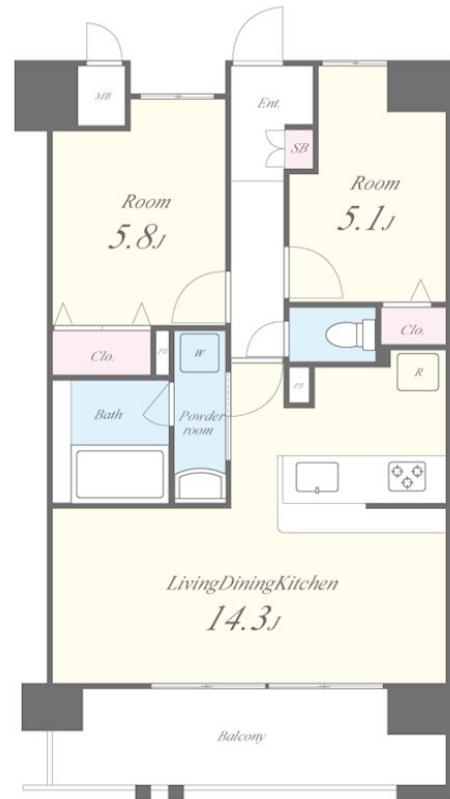 MB
Ent.
SB
Room
5.8J
Room
5.1J
Clo.
PS
W
Clo.
Bath
Powder
room
PS
R
LivingDiningKitchen
14.3J
Balcony